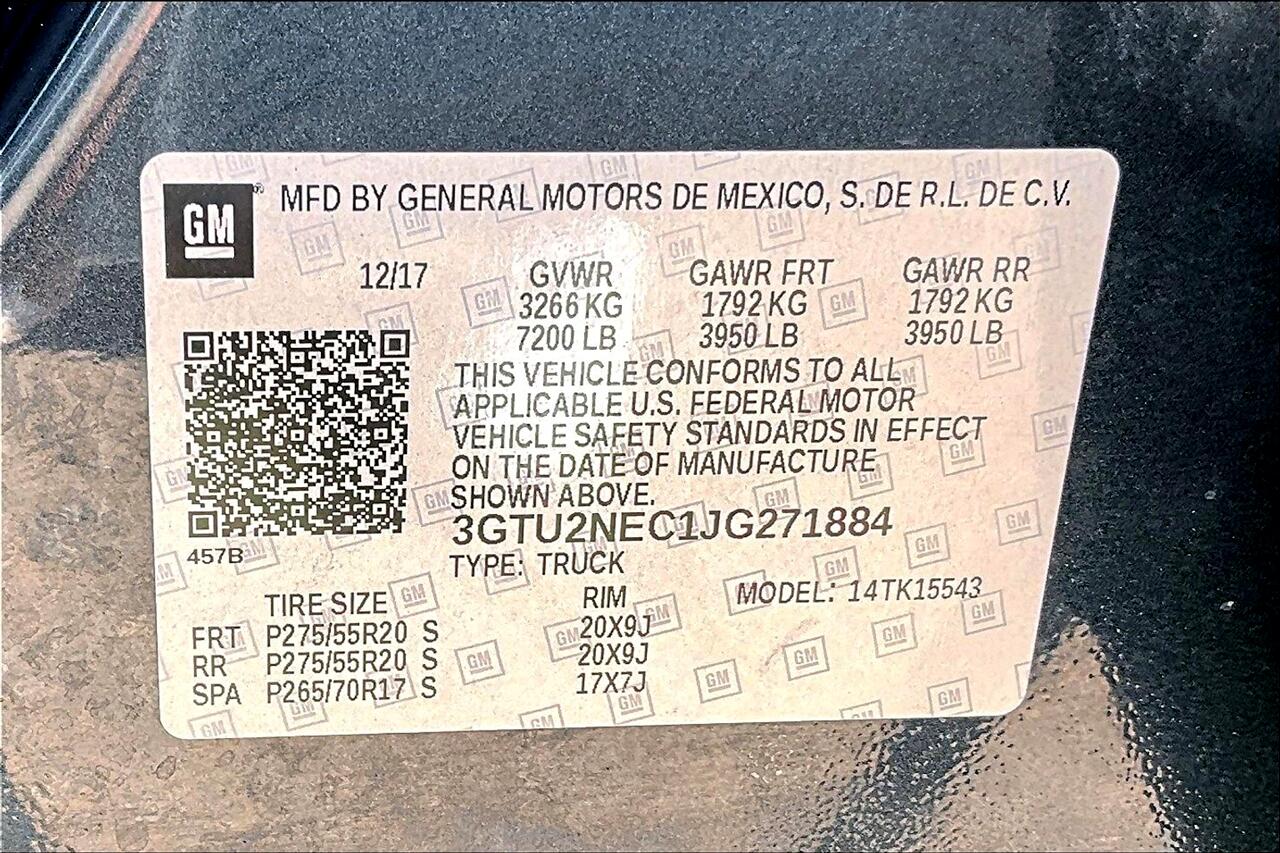 GM® MFD BY GENERAL MOTORS DE MEXICO, S. DE R.L. DE C.V.
12/17 GVWR GAWR FRT GAWR RR
3266 KG 1792 KG 1792 KG
7200 LB 3950 LB 3950 LB
THIS VEHICLE CONFORMS TO ALL
APPLICABLE U.S. FEDERAL MOTOR
VEHICLE SAFETY STANDARDS IN EFFECT
ON THE DATE OF MANUFACTURE
SHOWN ABOVE.
3GTU2NEC1JG271884
457B
TYPE: TRUCK
MODEL: 14TK15543
TIRE SIZE RIM
FRT P275/55R20 S 20X9J
RR P275/55R20 S 20X9J
SPA P265/70R17 S 17X7J